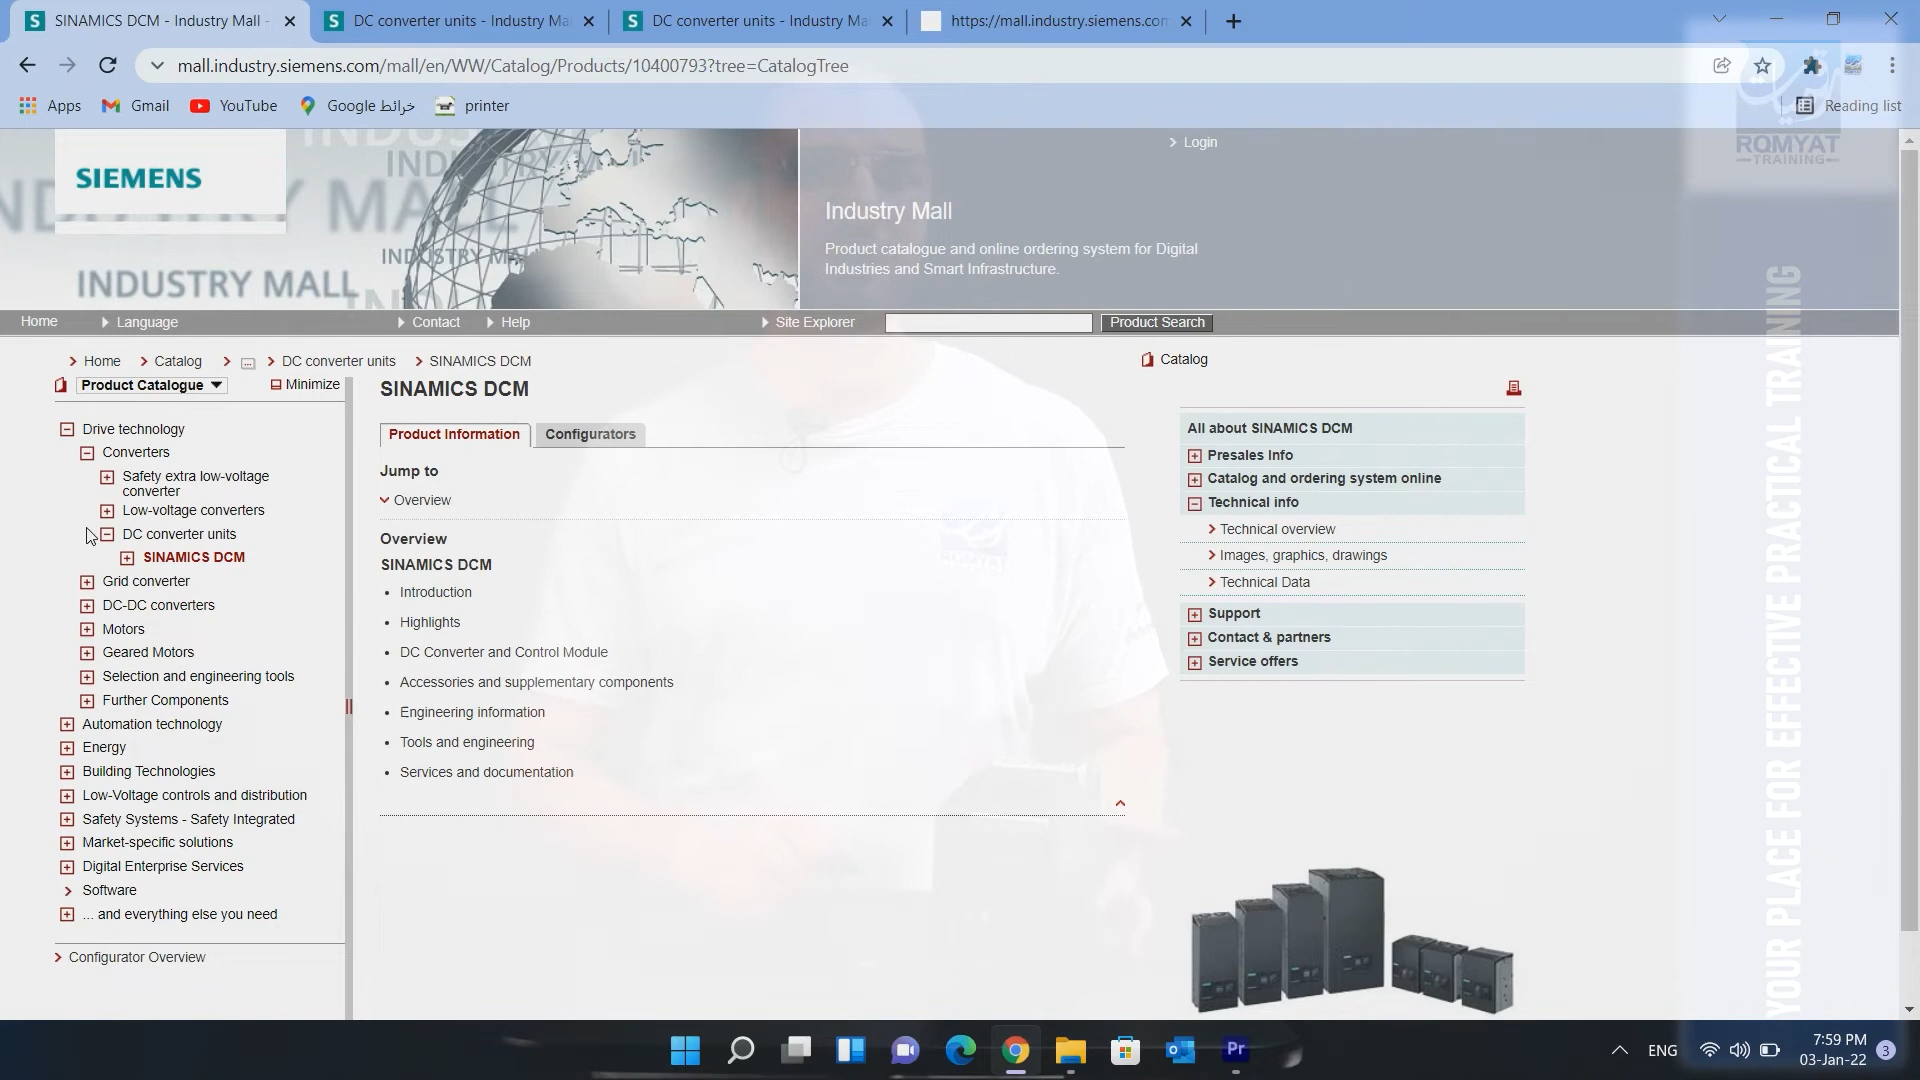 SINAMICS DCM - Industry Mall -
DC converter units - Industry Ma
DC converter units - Industry Ma
https://mall.industry.siemens.com
mall.industry.siemens.com/mall/en/WW/Catalog/Products/10400793?tree=CatalogTree
Apps
Gmail
YouTube
Google خرائط
printer
Reading list
ROMYAT
TRAINING
SIEMENS
INDUSTRY MALL
INDUSTRY MALL
Login
Industry Mall
Product catalogue and online ordering system for Digital
Industries and Smart Infrastructure.
Home
Language
Contact
Help
Site Explorer
Product Search
Home
Catalog
...
DC converter units
SINAMICS DCM
Product Catalogue
Minimize
Drive technology
Converters
Safety extra low-voltage
converter
Low-voltage converters
DC converter units
SINAMICS DCM
Grid converter
DC-DC converters
Motors
Geared Motors
Selection and engineering tools
Further Components
Automation technology
Energy
Building Technologies
Low-Voltage controls and distribution
Safety Systems - Safety Integrated
Market-specific solutions
Digital Enterprise Services
Software
... and everything else you need
Configurator Overview
SINAMICS DCM
Product Information
Configurators
Jump to
Overview
Overview
SINAMICS DCM
• Introduction
• Highlights
• DC Converter and Control Module
• Accessories and supplementary components
• Engineering information
• Tools and engineering
• Services and documentation
Catalog
All about SINAMICS DCM
Presales Info
Catalog and ordering system online
Technical info
Technical overview
Images, graphics, drawings
Technical Data
Support
Contact & partners
Service offers
YOUR PLACE FOR EFFECTIVE PRACTICAL TRAINING
Pr
ENG
7:59 PM
03-Jan-22
3